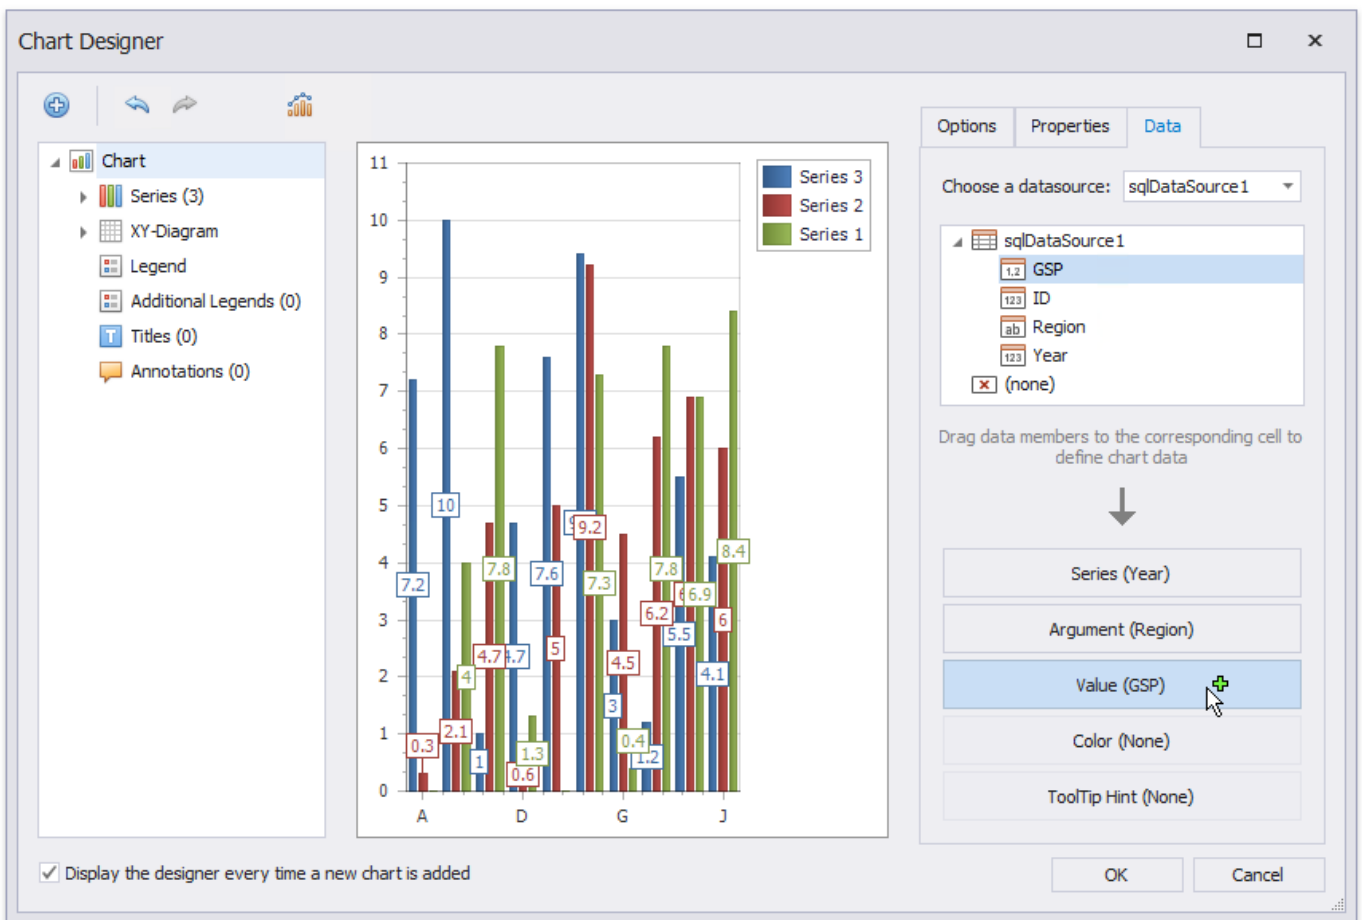 Chart Designer
Chart
Series (3)
XY-Diagram
Legend
Additional Legends (0)
Titles (0)
Annotations (0)
11
10
9
8
7
6
5
4
3
2
1
0
A
D
G
J
7.2
0.3
10
2.1
4
1
4.7
7.8
4.7
0.6
1.3
7.6
5
9.2
7.3
3
4.5
0.4
1.2
6.2
7.8
5.5
6.9
4.1
6
8.4
Series 3
Series 2
Series 1
Options
Properties
Data
Choose a datasource:
sqlDataSource1
sqlDataSource1
1.2 GSP
123 ID
ab Region
123 Year
(none)
Drag data members to the corresponding cell to
define chart data
Series (Year)
Argument (Region)
Value (GSP)
Color (None)
ToolTip Hint (None)
Display the designer every time a new chart is added
OK
Cancel